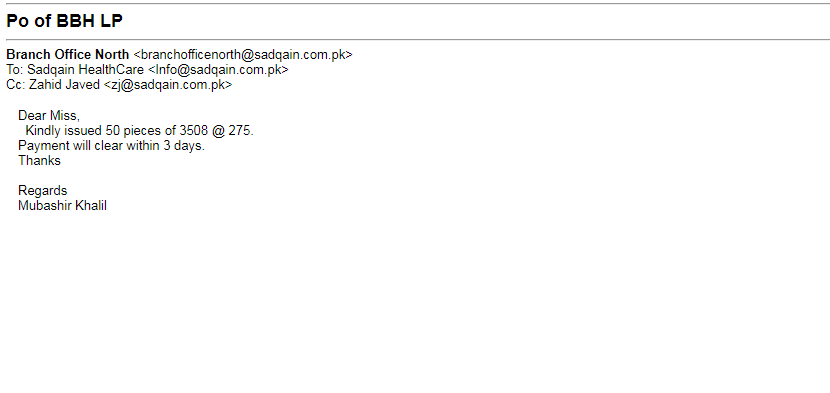 Po of BBH LP
Branch Office North <branchofficenorth@sadqain.com.pk>
To: Sadqain HealthCare <Info@sadqain.com.pk>
Cc: Zahid Javed <zj@sadqain.com.pk>
Dear Miss,
Kindly issued 50 pieces of 3508 @ 275.
Payment will clear within 3 days.
Thanks
Regards
Mubashir Khalil